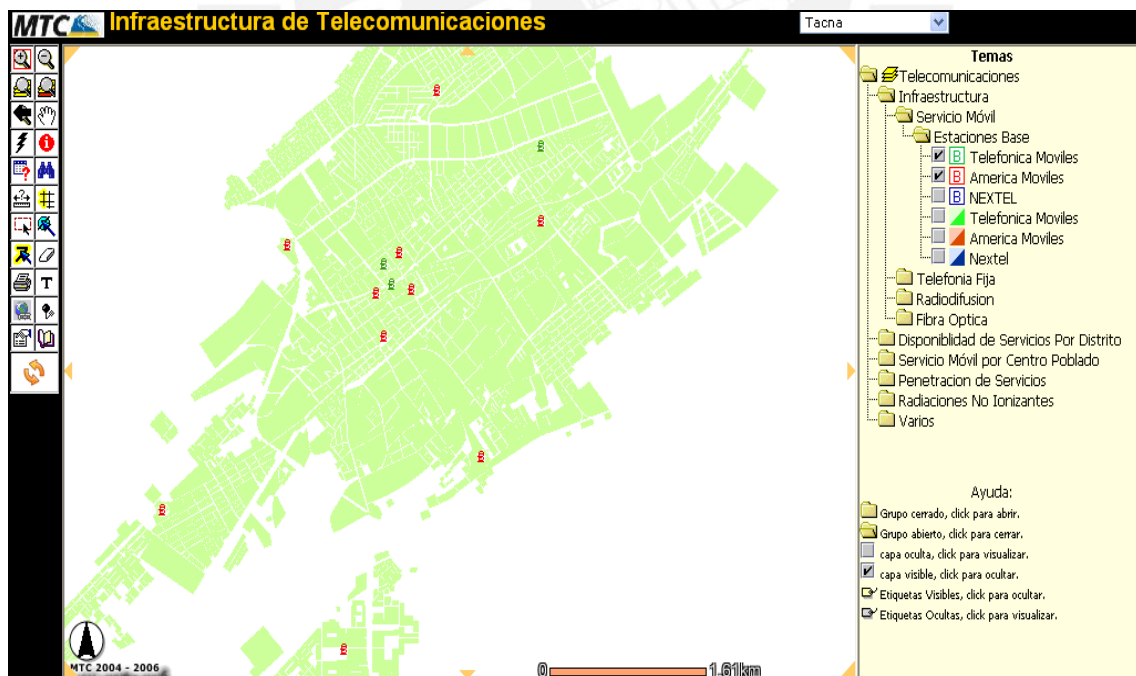 MTC Infraestructura de Telecomunicaciones
Tacna
Temas
Telecomunicaciones
Infraestructura
Servicio Móvil
Estaciones Base
B Telefonica Moviles
B America Moviles
B NEXTEL
Telefonica Moviles
America Moviles
Nextel
Telefonia Fija
Radiodifusion
Fibra Optica
Disponiblidad de Servicios Por Distrito
Servicio Móvil por Centro Poblado
Penetracion de Servicios
Radiaciones No Ionizantes
Varios
Ayuda:
Grupo cerrado, click para abrir.
Grupo abierto, click para cerrar.
capa oculta, click para visualizar.
capa visible, click para ocultar.
Etiquetas Visibles, click para ocultar.
Etiquetas Ocultas, click para visualizar.
T
MTC 2004 - 2006
0 1.61km